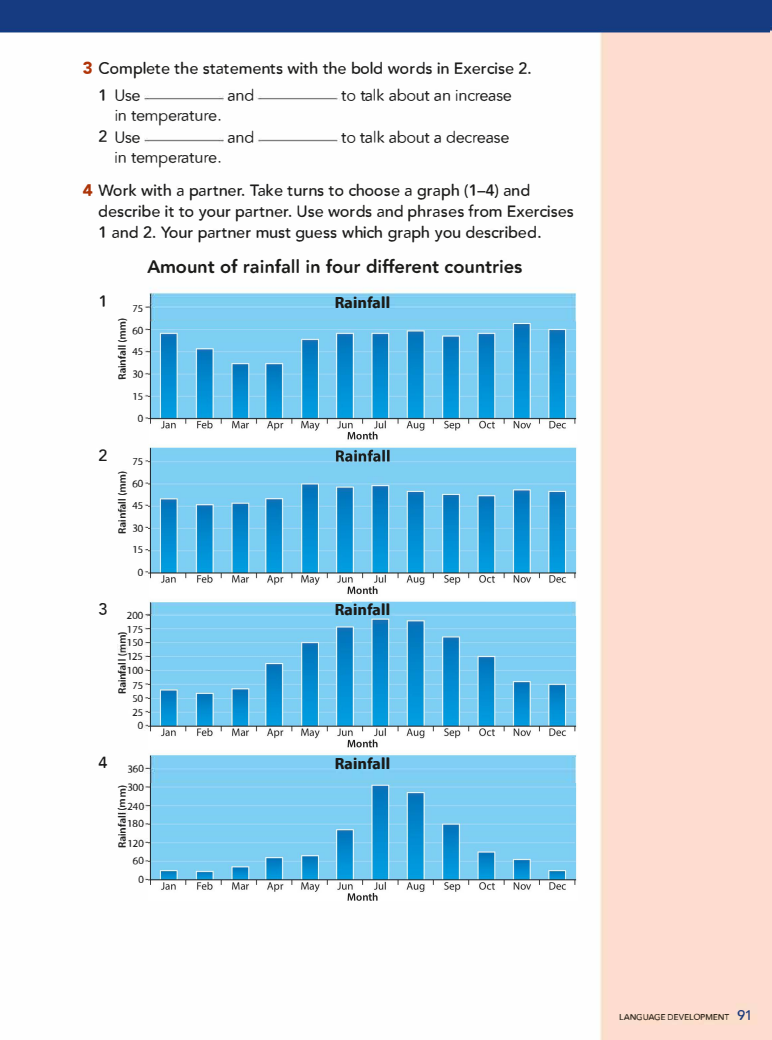 3 Complete the statements with the bold words in Exercise 2.
1 Use ____________ and ____________ to talk about an increase
in temperature.
2 Use ____________ and ____________ to talk about a decrease
in temperature.
4 Work with a partner. Take turns to choose a graph (1–4) and
describe it to your partner. Use words and phrases from Exercises
1 and 2. Your partner must guess which graph you described.
Amount of rainfall in four different countries
1
Rainfall
Rainfall (mm)
75
60
45
30
15
0
Jan Feb Mar Apr May Jun Jul Aug Sep Oct Nov Dec
Month
2
Rainfall
Rainfall (mm)
75
60
45
30
15
0
Jan Feb Mar Apr May Jun Jul Aug Sep Oct Nov Dec
Month
3
Rainfall
Rainfall (mm)
200
175
150
125
100
75
50
25
0
Jan Feb Mar Apr May Jun Jul Aug Sep Oct Nov Dec
Month
4
Rainfall
Rainfall (mm)
360
300
240
180
120
60
0
Jan Feb Mar Apr May Jun Jul Aug Sep Oct Nov Dec
Month
LANGUAGE DEVELOPMENT 91